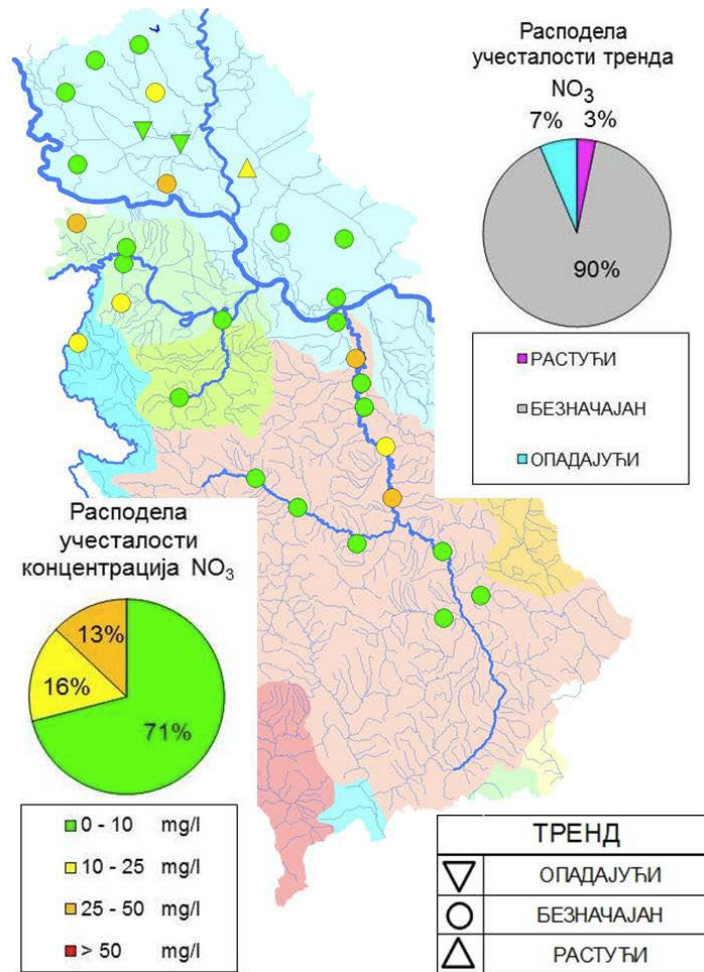 Расподела
учесталости тренда
NO3
7%
3%
90%
РАСТУЋИ
БЕЗНАЧАЈАН
ОПАДАЈУЋИ
Расподела
учесталости
концентрација NO3
13%
16%
71%
0 - 10 mg/l
10 - 25 mg/l
25 - 50 mg/l
> 50 mg/l
ТРЕНД
ОПАДАЈУЋИ
БЕЗНАЧАЈАН
РАСТУЋИ